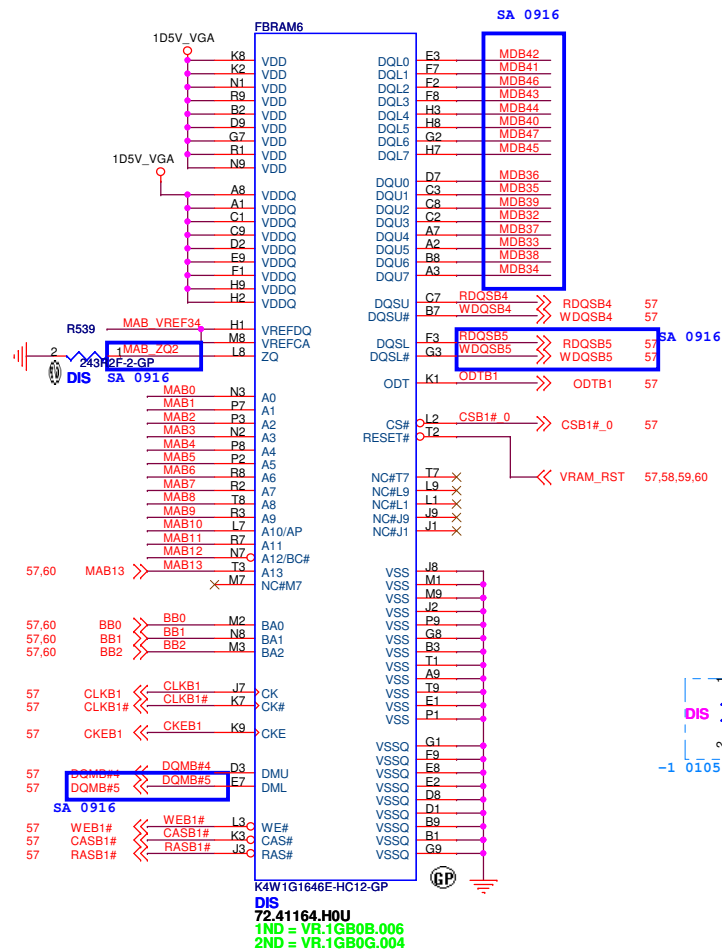 SA 0916
FBRAM6
1D5V_VGA
K8 VDD DQL0 E3 MDB42
K2 VDD DQL1 F7 MDB41
N1 VDD DQL2 F2 MDB46
R9 VDD DQL3 F8 MDB43
B2 VDD DQL4 H3 MDB44
D9 VDD DQL5 H8 MDB40
G7 VDD DQL6 G2 MDB47
R1 VDD DQL7 H7 MDB45
N9 VDD
1D5V_VGA
A8 VDDQ DQU0 D7 MDB36
A1 VDDQ DQU1 C3 MDB35
C1 VDDQ DQU2 C8 MDB39
C9 VDDQ DQU3 C2 MDB32
D2 VDDQ DQU4 A7 MDB37
E9 VDDQ DQU5 A2 MDB33
F1 VDDQ DQU6 B8 MDB38
H9 VDDQ DQU7 A3 MDB34
H2 VDDQ
DQSU C7 RDQSB4 RDQSB4 57
DQSU# B7 WDQSB4 WDQSB4 57
R539 MAB_VREF34 H1 VREFDQ
M8 VREFCA DQSL F3 RDQSB5 RDQSB5 57 SA 0916
2 1 MAB_ZQ2 L8 ZQ DQSL# G3 WDQSB5 WDQSB5 57
243R2F-2-GP
DIS SA 0916
ODT K1 ODTB1 ODTB1 57
MAB0 N3 A0
MAB1 P7 A1
MAB2 P3 A2 CS# L2 CSB1#_0 CSB1#_0 57
MAB3 N2 A3 RESET# T2
MAB4 P8 A4
MAB5 P2 A5
MAB6 R8 A6 NC#T7 T7 VRAM_RST 57,58,59,60
MAB7 R2 A7 NC#L9 L9
MAB8 T8 A8 NC#L1 L1
MAB9 R3 A9 NC#J9 J9
MAB10 L7 A10/AP NC#J1 J1
MAB11 R7 A11
MAB12 N7 A12/BC#
57,60 MAB13 MAB13 T3 A13 VSS J8
M7 NC#M7 VSS M1
VSS M9
VSS J2
57,60 BB0 BB0 M2 BA0 VSS P9
57,60 BB1 BB1 N8 BA1 VSS G8
57,60 BB2 BB2 M3 BA2 VSS B3
VSS T1
VSS A9
57 CLKB1 CLKB1 J7 CK VSS T9
57 CLKB1# CLKB1# K7 CK# VSS E1
VSS P1
57 CKEB1 CKEB1 K9 CKE
VSSQ G1
VSSQ F9
57 DQMB#4 DQMB#4 D3 DMU VSSQ E8
57 DQMB#5 DQMB#5 E7 DML VSSQ E2
SA 0916 VSSQ D8
VSSQ D1
57 WEB1# WEB1# L3 WE# VSSQ B9
57 CASB1# CASB1# K3 CAS# VSSQ B1
57 RASB1# RASB1# J3 RAS# VSSQ G9
1
DIS
2
-1 0105
GP
K4W1G1646E-HC12-GP
DIS
72.41164.H0U
1ND = VR.1GB0B.006
2ND = VR.1GB0G.004